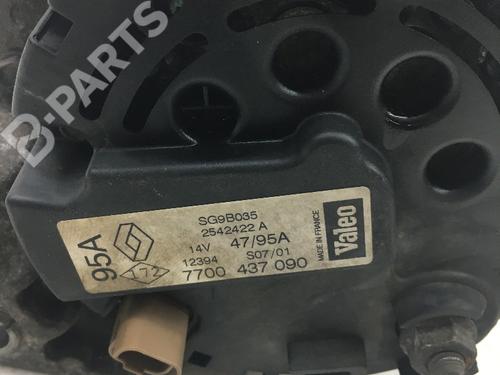 B-PARTS
95A
SG9B035
2542422 A
14V 47/95A
12394 S07/01
7700 437 090
MADE IN FRANCE
Valeo